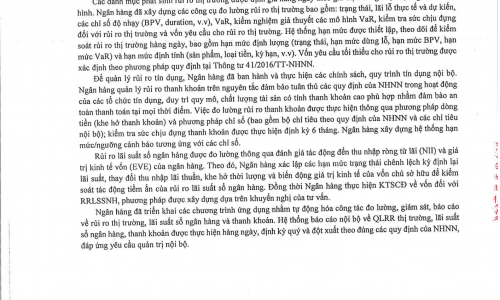 Các danh mục phát sinh rủi ro thị trường được định giá hàng ngày
hình. Ngân hàng đã xây dựng các công cụ đo lường rủi ro thị trường bao gồm: trạng thái, lãi lỗ thực tế và dự kiến,
các chỉ số độ nhạy (BPV, duration, v.v), VaR, kiểm nghiệm giả thuyết các mô hình VaR, kiểm tra sức chịu đựng
đối với rủi ro thị trường và vốn yêu cầu cho rủi ro thị trường. Hệ thống hạn mức được thiết lập, theo dõi để kiểm
soát rủi ro thị trường hàng ngày, bao gồm hạn mức định lượng (trạng thái, hạn mức dừng lỗ, hạn mức BPV, hạn
mức VaR) và hạn mức định tính (sản phẩm, loại tiền, kỳ hạn, v.v). Vốn yêu cầu tối thiểu cho rủi ro thị trường được
xác định theo phương pháp quy định tại Thông tư 41/2016/TT-NHNN.
Để quản lý rủi ro tín dụng, Ngân hàng đã ban hành và thực hiện các chính sách, quy trình tín dụng nội bộ.
Ngân hàng quản lý rủi ro thanh khoản trên nguyên tắc đảm bảo tuân thủ các quy định của NHNN trong hoạt động
của các tổ chức tín dụng, duy trì quy mô, chất lượng tài sản có tính thanh khoản cao phù hợp nhằm đảm bảo an
toàn thanh toán tại mọi thời điểm. Việc đo lường rủi ro thanh khoản được thực hiện thông qua phương pháp dòng
tiền (khe hở thanh khoản) và phương pháp chỉ số (bao gồm bộ chỉ tiêu theo quy định của NHNN và các chỉ tiêu
nội bộ); kiểm tra sức chịu đựng thanh khoản được thực hiện định kỳ 6 tháng. Ngân hàng xây dựng hệ thống hạn
mức/ngưỡng cảnh báo tương ứng với các chỉ số.
Rủi ro lãi suất sổ ngân hàng được đo lường thông qua đánh giá tác động đến thu nhập ròng từ lãi (NII) và giá
trị kinh tế vốn (EVE) của ngân hàng. Theo đó, Ngân hàng xác lập các hạn mức trạng thái chênh lệch kỳ định lại
lãi suất, thay đổi thu nhập lãi thuần, khe hở thời lượng và biến động giá trị kinh tế của vốn chủ sở hữu để kiểm
soát tác động tiềm ẩn của rủi ro lãi suất sổ ngân hàng. Đồng thời Ngân hàng thực hiện KTSCĐ về vốn đối với
RRLSSNH, phương pháp được xây dựng dựa trên khuyến nghị của tư vấn.
Ngân hàng đã triển khai các chương trình ứng dụng nhằm tự động hóa công tác đo lường, giám sát, báo cáo
về rủi ro thị trường, lãi suất sổ ngân hàng và thanh khoản. Hệ thống báo cáo nội bộ về QLRR thị trường, lãi suất
sổ ngân hàng, thanh khoản được thực hiện hàng ngày, định kỳ quý và đột xuất theo đúng các quy định của NHNN,
đáp ứng yêu cầu quản trị nội bộ.